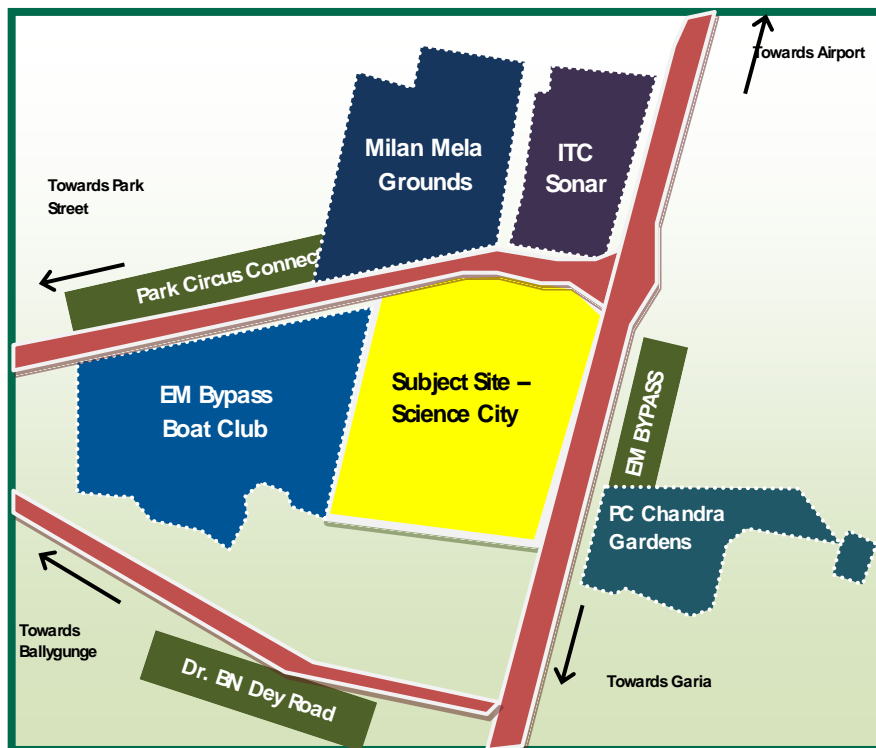 Towards Airport
Milan Mela
Grounds
ITC
Sonar
Towards Park
Street
Park Circus Connec
Subject Site –
Science City
EM Bypass
Boat Club
EM BYPASS
PC Chandra
Gardens
Towards
Ballygunge
Dr. BN Dey Road
Towards Garia